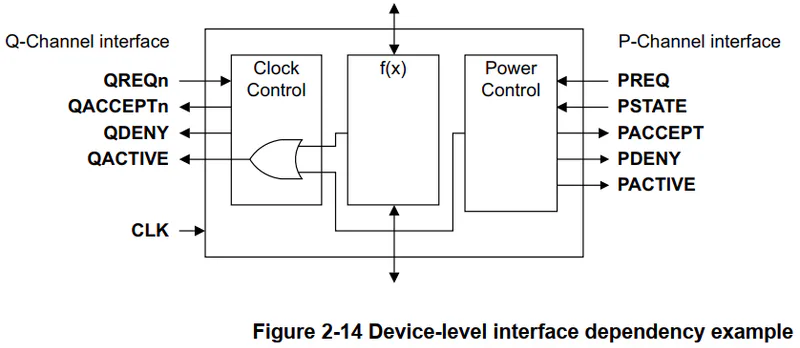 Q-Channel interface
P-Channel interface
QREQn
QACCEPTn
QDENY
QACTIVE
CLK
Clock
Control
f(x)
Power
Control
PREQ
PSTATE
PACCEPT
PDENY
PACTIVE
Figure 2-14 Device-level interface dependency example